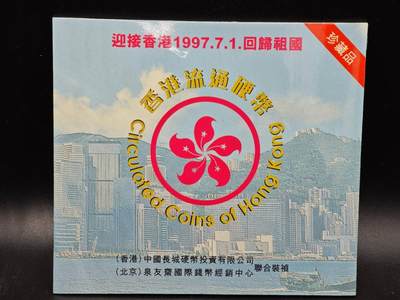 迎接香港1997.7.1.回歸祖國
珍藏品
香港流通硬幣
Circulated Coins of Hong Kong
(香港)中國長城硬幣投資有限公司
(北京)泉友齋國際錢幣經銷中心
聯合裝禎